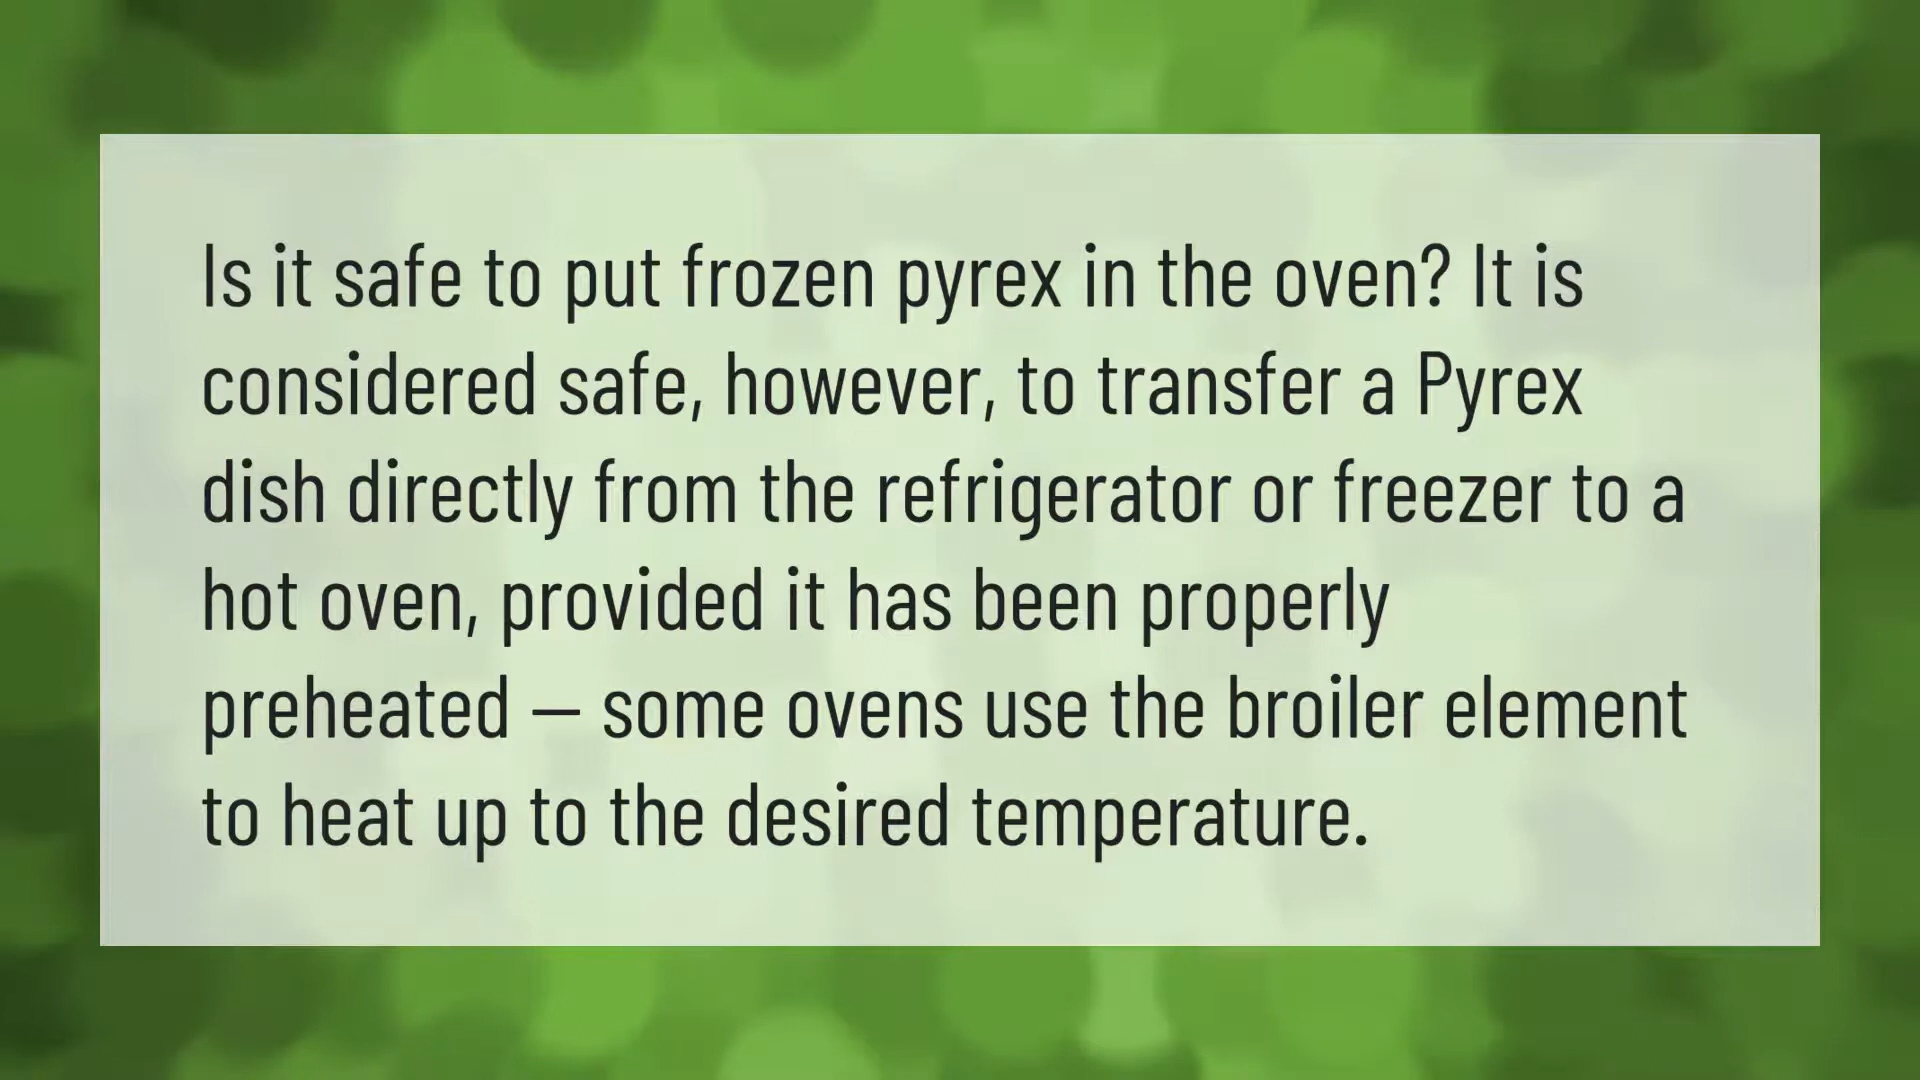 Is it safe to put frozen pyrex in the oven? It is
considered safe, however, to transfer a Pyrex
dish directly from the refrigerator or freezer to a
hot oven, provided it has been properly
preheated – some ovens use the broiler element
to heat up to the desired temperature.